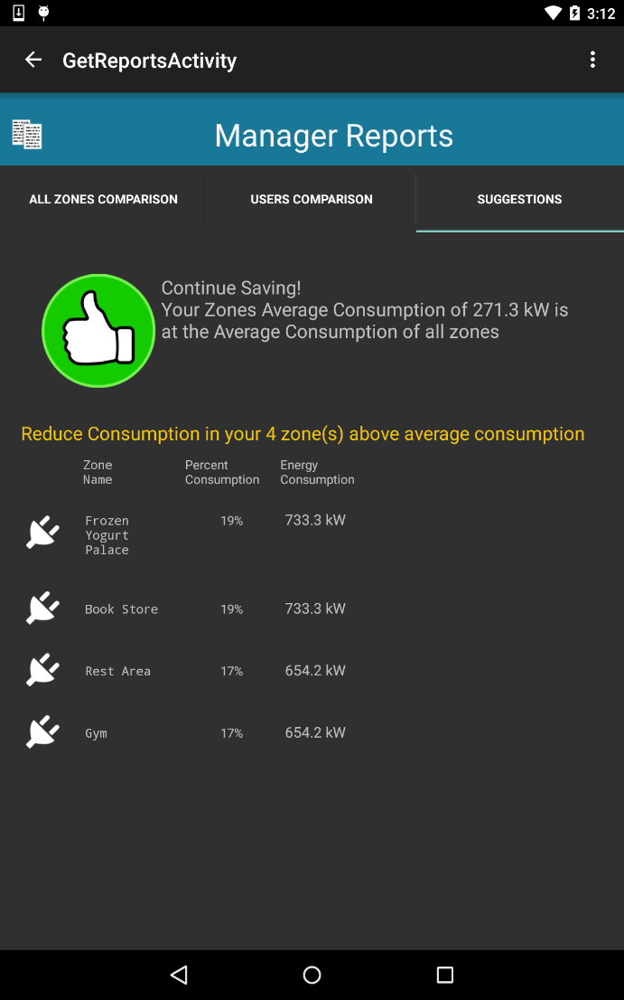 3:12
GetReportsActivity
Manager Reports
ALL ZONES COMPARISON USERS COMPARISON SUGGESTIONS
Continue Saving!
Your Zones Average Consumption of 271.3 kW is
at the Average Consumption of all zones
Reduce Consumption in your 4 zone(s) above average consumption
Zone Percent Energy
Name Consumption Consumption
Frozen 19% 733.3 kW
Yogurt
Palace
Book Store 19% 733.3 kW
Rest Area 17% 654.2 kW
Gym 17% 654.2 kW